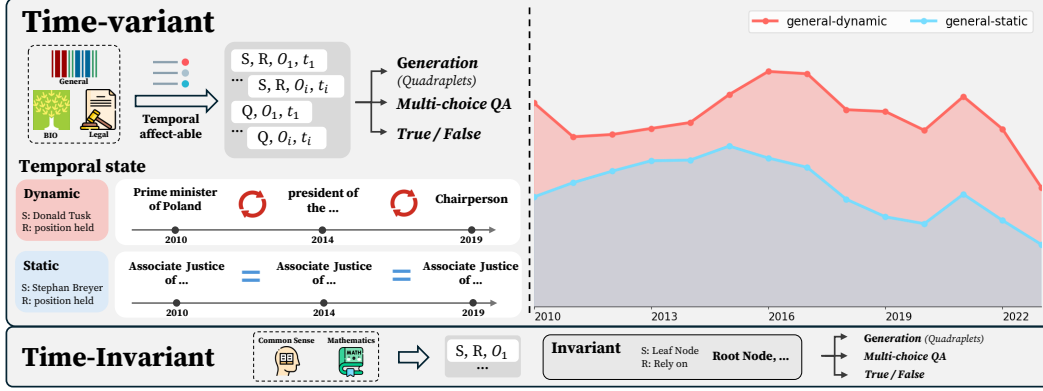 Time-variant
General
BIO
Legal
Temporal
affect-able
S, R, O₁, t₁
...
S, R, Oᵢ, tᵢ
Q, O₁, t₁
...
Q, Oᵢ, tᵢ
Generation
(Quadraplets)
Multi-choice QA
True / False
Temporal state
Dynamic
S: Donald Tusk
R: position held
Prime minister
of Poland
president of
the ...
Chairperson
2010
2014
2019
Static
S: Stephan Breyer
R: position held
Associate Justice
of ...
Associate Justice
of ...
Associate Justice
of ...
2010
2014
2019
general-dynamic
general-static
2010
2013
2016
2019
2022
Time-Invariant
Common Sense
Mathematics
MATH
S, R, O₁
...
Invariant
S: Leaf Node
R: Rely on
Root Node, ...
Generation (Quadraplets)
Multi-choice QA
True / False